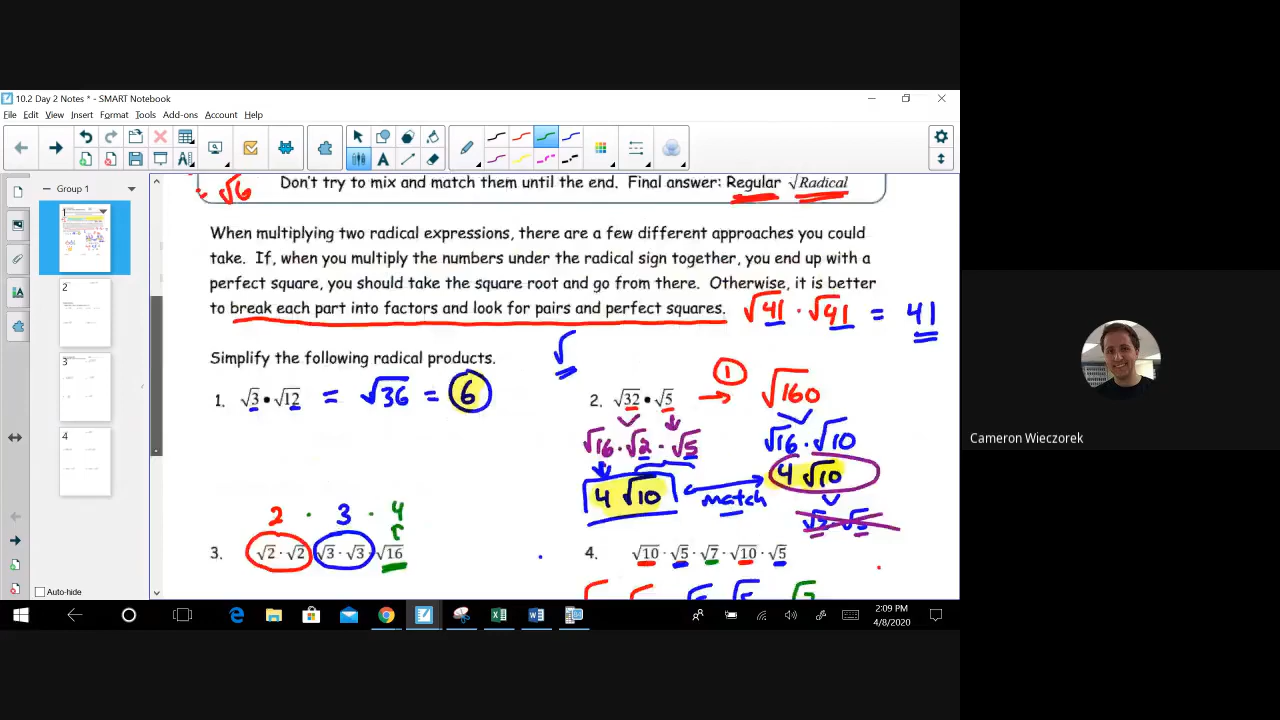 10.2 Day 2 Notes * - SMART Notebook
File Edit View Insert Format Tools Add-ons Account Help
Group 1
1
2
3
4
Auto-hide
√6 Don't try to mix and match them until the end. Final answer: Regular √Radical
When multiplying two radical expressions, there are a few different approaches you could
take. If, when you multiply the numbers under the radical sign together, you end up with a
perfect square, you should take the square root and go from there. Otherwise, it is better
to break each part into factors and look for pairs and perfect squares. √41 · √41 = 41
Simplify the following radical products. √
1. √3 • √12 = √36 = 6
2. √32 • √5 → 1 √160
√16 · √2 · √5 √16 · √10
4 √10 match 4 √10
√2 · √5
2 · 3 · 4
3. √2 · √2 · √3 · √3 · √16
4. √10 · √5 · √7 · √10 · √5
2:09 PM
4/8/2020
Cameron Wieczorek